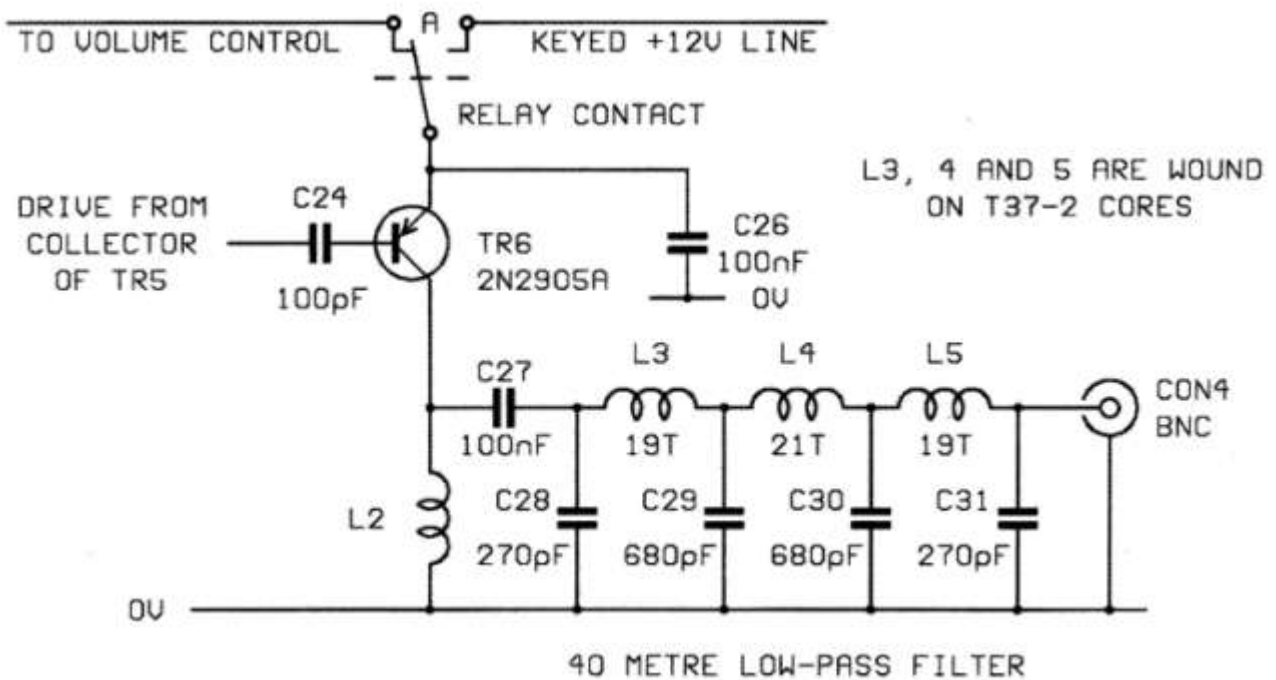 A
TO VOLUME CONTROL
KEYED +12V LINE
RELAY CONTACT
L3, 4 AND 5 ARE WOUND
ON T37-2 CORES
DRIVE FROM
COLLECTOR
OF TR5
C24
100pF
TR6
2N2905A
C26
100nF
0V
C27
100nF
L3
19T
L4
21T
L5
19T
CON4
BNC
L2
C28
270pF
C29
680pF
C30
680pF
C31
270pF
0V
40 METRE LOW-PASS FILTER